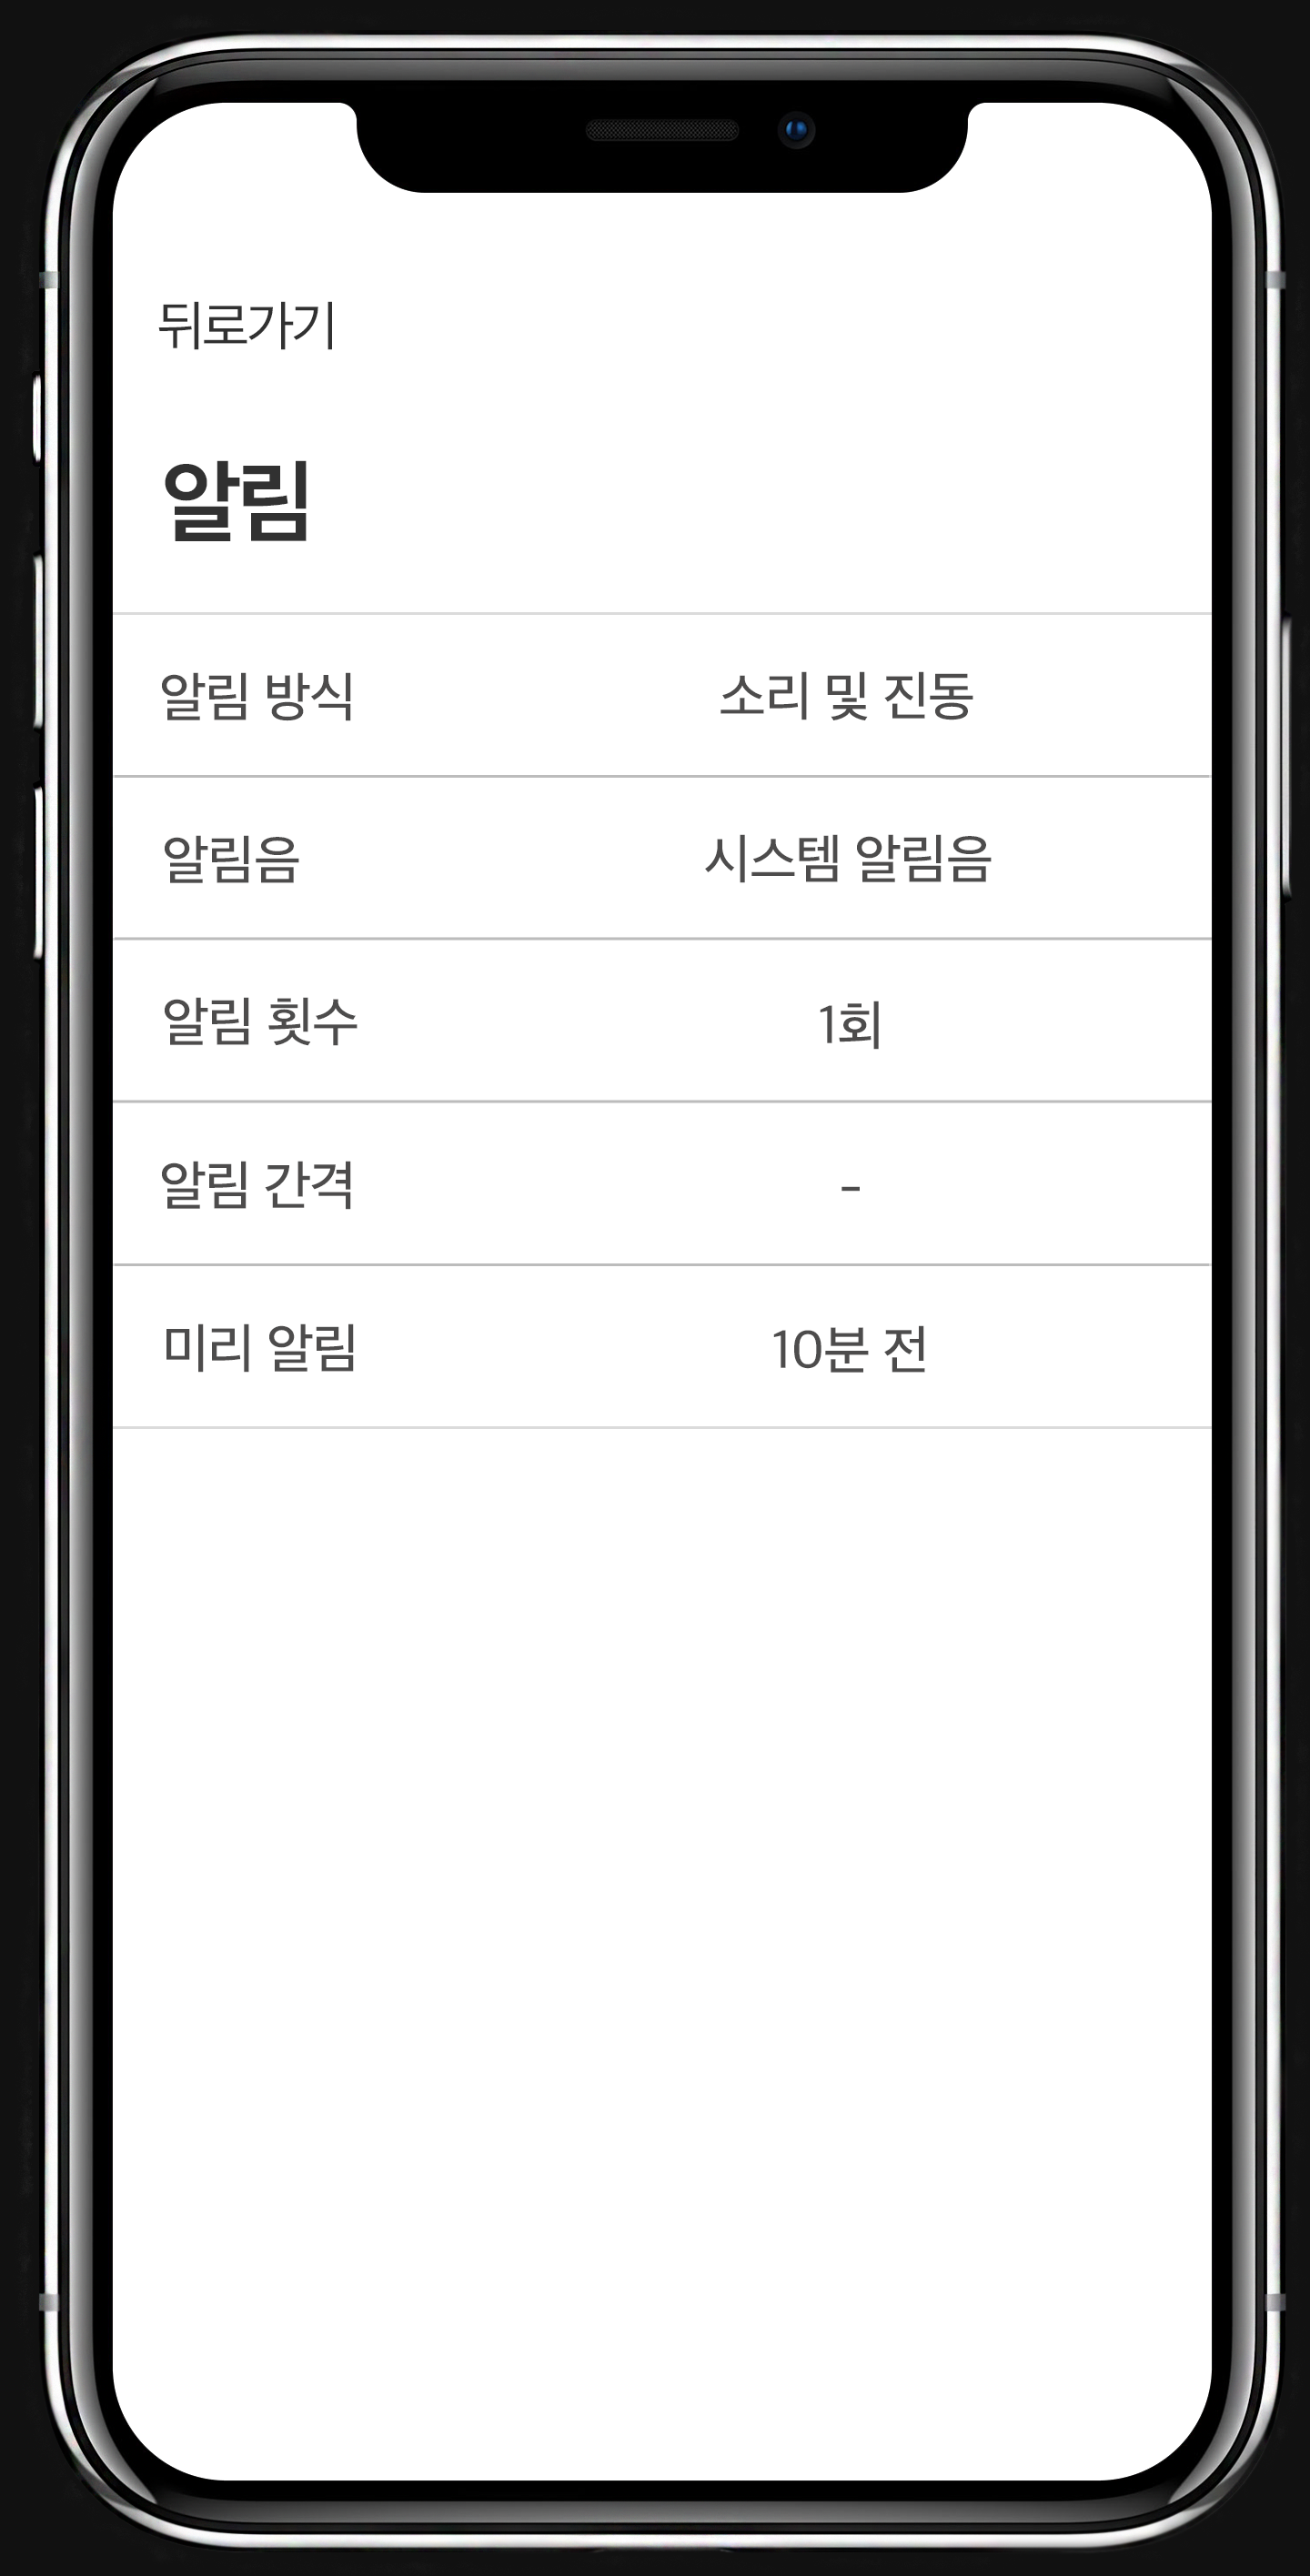 뒤로가기
알림
알림 방식 소리 및 진동
알림음 시스템 알림음
알림 횟수 1회
알림 간격 -
미리 알림 10분 전